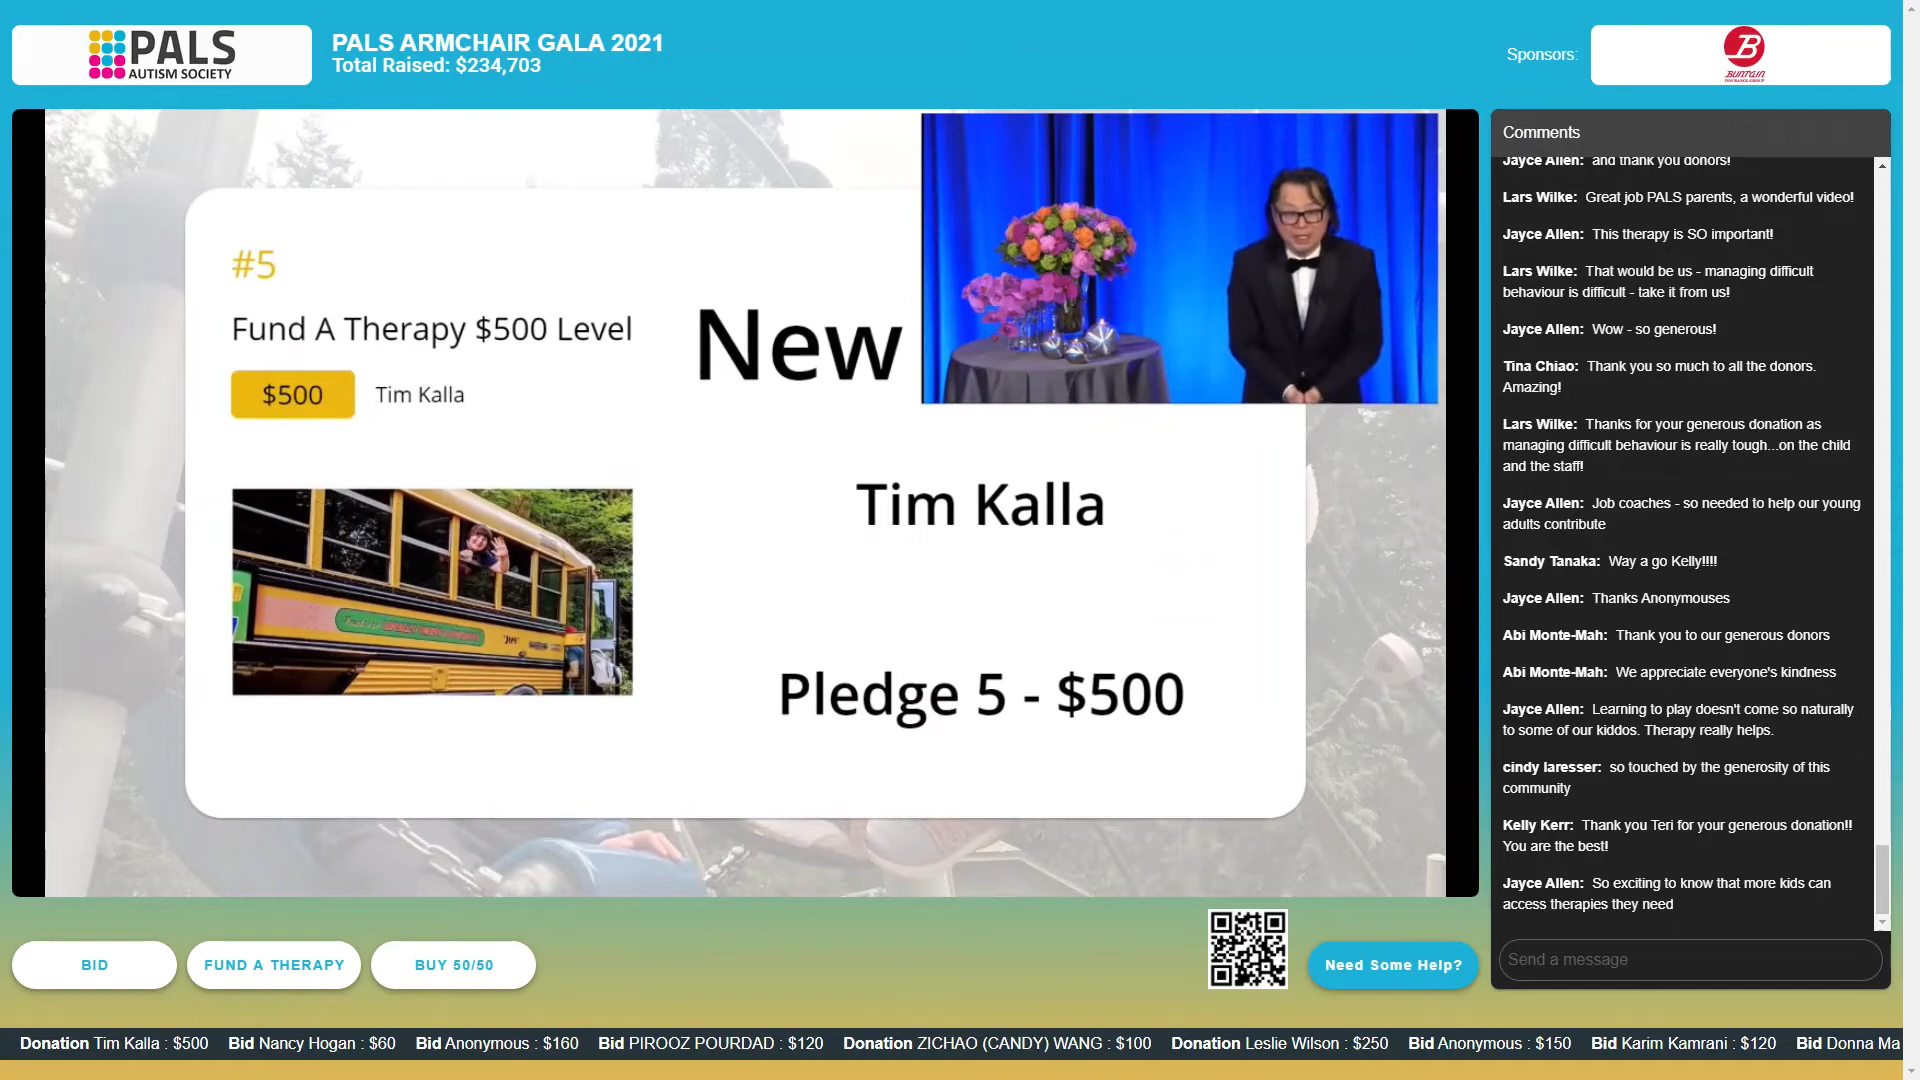 PALS
AUTISM SOCIETY
PALS ARMCHAIR GALA 2021
Total Raised: $234,703
Sponsors:
B
BUNTAIN
INSURANCE GROUP
#5
Fund A Therapy $500 Level
$500 Tim Kalla
New
Tim Kalla
Pledge 5 - $500
Comments
Jayce Allen: and thank you donors!
Lars Wilke: Great job PALS parents, a wonderful video!
Jayce Allen: This therapy is SO important!
Lars Wilke: That would be us - managing difficult
behaviour is difficult - take it from us!
Jayce Allen: Wow - so generous!
Tina Chiao: Thank you so much to all the donors.
Amazing!
Lars Wilke: Thanks for your generous donation as
managing difficult behaviour is really tough...on the child
and the staff!
Jayce Allen: Job coaches - so needed to help our young
adults contribute
Sandy Tanaka: Way a go Kelly!!!!
Jayce Allen: Thanks Anonymouses
Abi Monte-Mah: Thank you to our generous donors
Abi Monte-Mah: We appreciate everyone's kindness
Jayce Allen: Learning to play doesn't come so naturally
to some of our kiddos. Therapy really helps.
cindy laresser: so touched by the generosity of this
community
Kelly Kerr: Thank you Teri for your generous donation!!
You are the best!
Jayce Allen: So exciting to know that more kids can
access therapies they need
Send a message
BID
FUND A THERAPY
BUY 50/50
Need Some Help?
Donation Tim Kalla : $500 Bid Nancy Hogan : $60 Bid Anonymous : $160 Bid PIROOZ POURDAD : $120 Donation ZICHAO (CANDY) WANG : $100 Donation Leslie Wilson : $250 Bid Anonymous : $150 Bid Karim Kamrani : $120 Bid Donna Ma